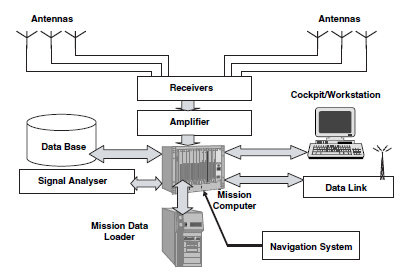 Antennas
Antennas
Receivers
Cockpit/Workstation
Amplifier
Data Base
Signal Analyser
Mission
Computer
Data Link
Mission Data
Loader
Navigation System